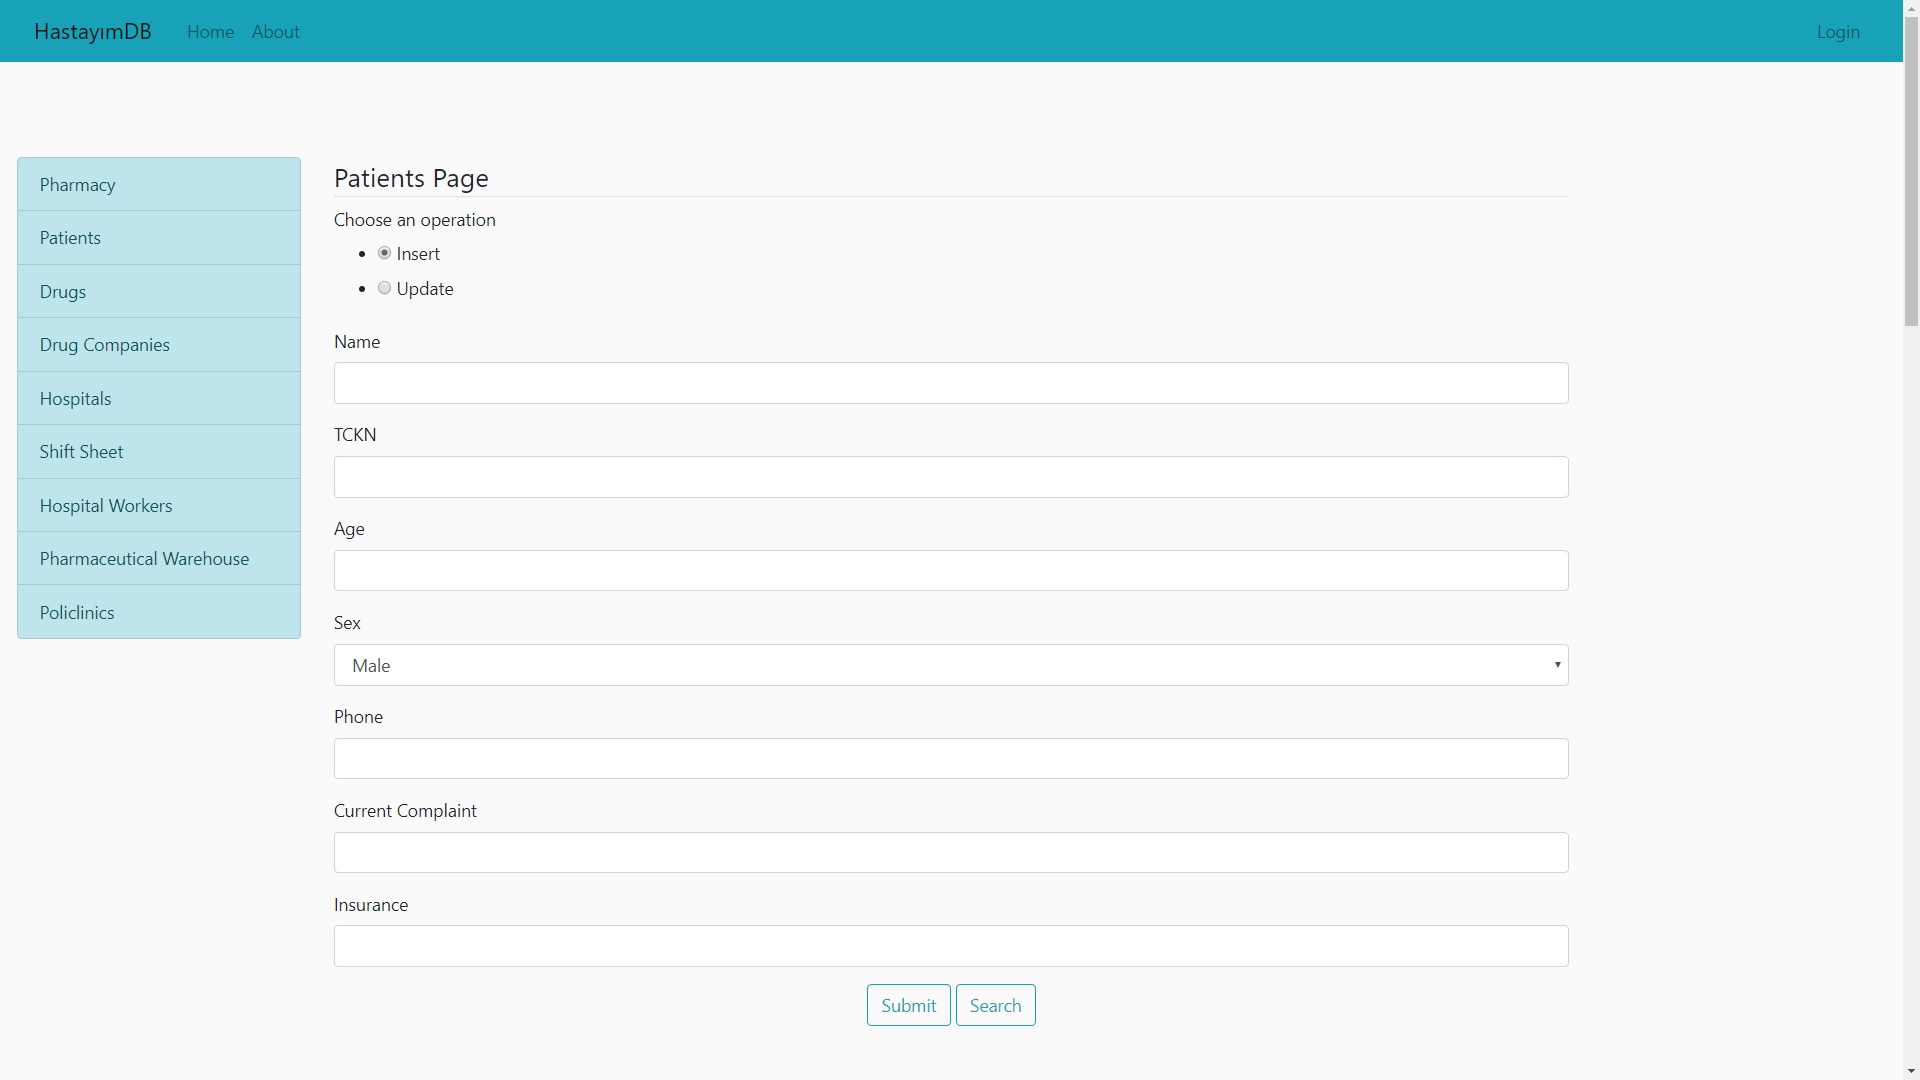 HastayımDB Home About Login
Pharmacy
Patients
Drugs
Drug Companies
Hospitals
Shift Sheet
Hospital Workers
Pharmaceutical Warehouse
Policlinics
Patients Page
Choose an operation
Insert
Update
Name
TCKN
Age
Sex
Male
Phone
Current Complaint
Insurance
Submit Search